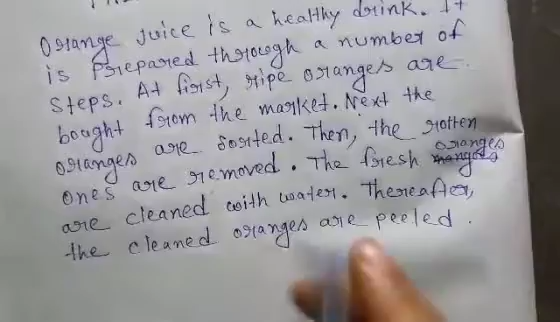 Orange juice is a healthy drink. It
is prepared through a number of
steps. At first, ripe oranges are
bought from the market. Next the
oranges are sorted. Then, the rotten
ones are removed. The fresh oranges
are cleaned with water. Thereafter,
the cleaned oranges are peeled.